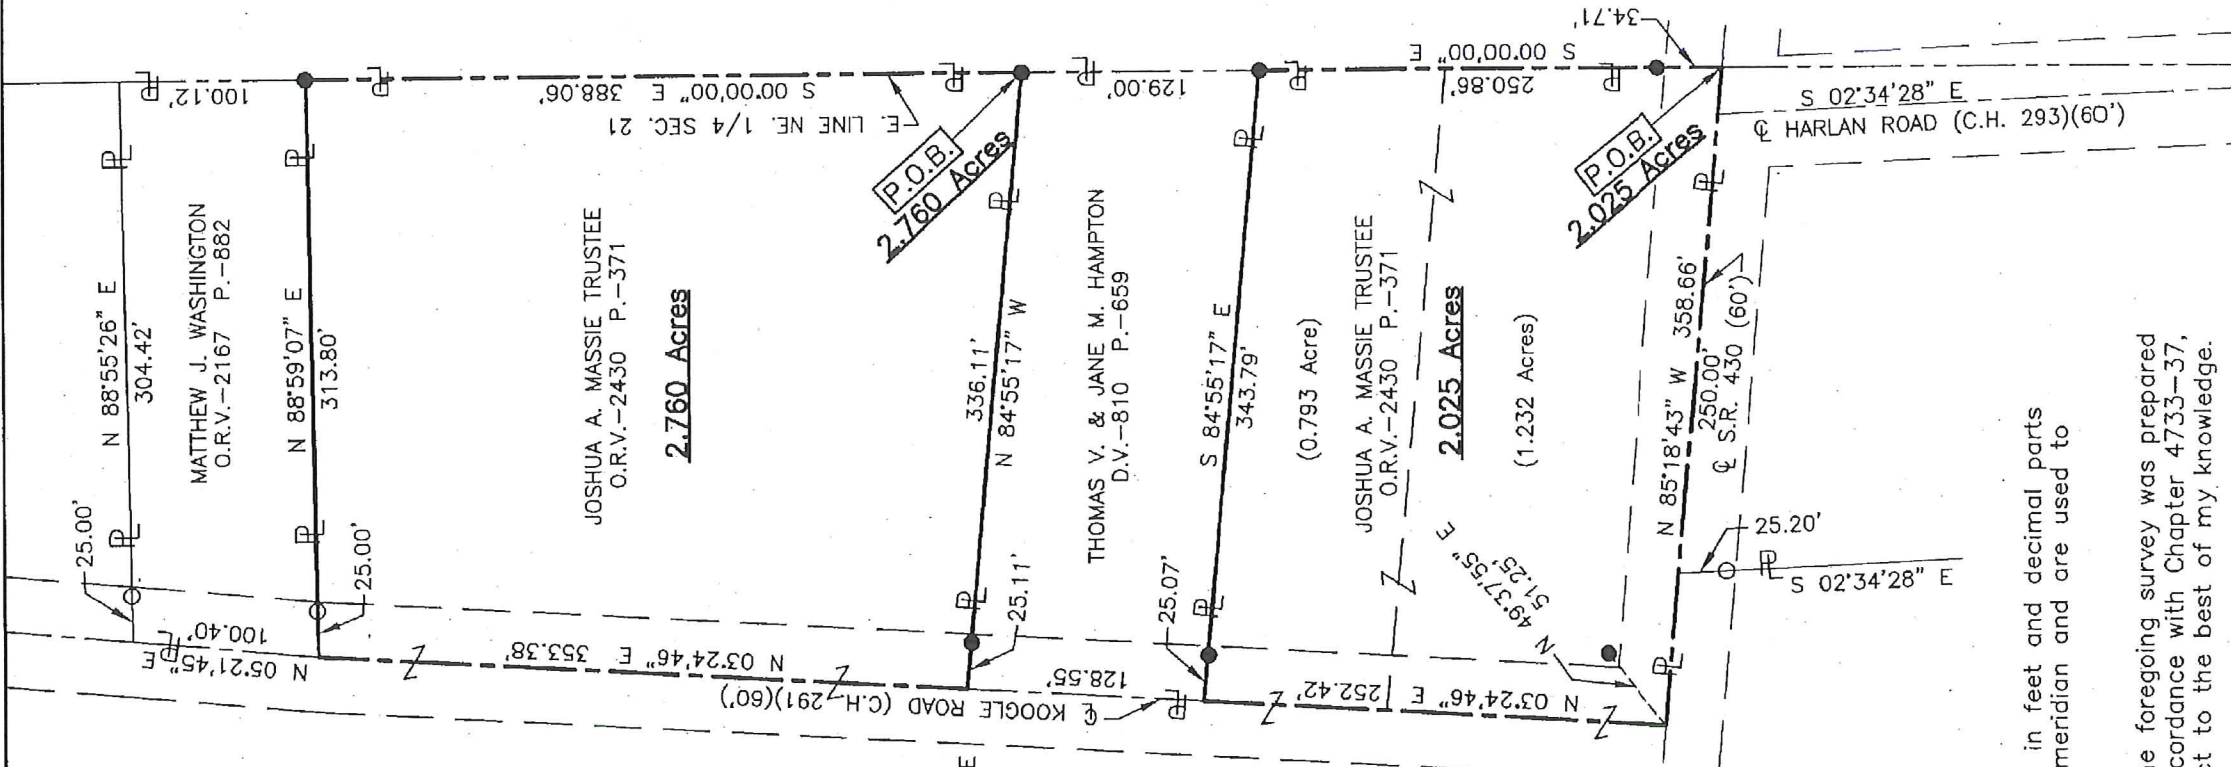 34.71'
100.12'
S 00°00'00" E 388.06'
E. LINE NE. 1/4 SEC. 21
129.00'
S 00°00'00" E
250.86'
P.O.B.
2.760 Acres
P.O.B.
2.025 Acres
S 02°34'28" E
℄ HARLAN ROAD (C.H. 293)(60')
N 88°55'26" E
304.42'
MATTHEW J. WASHINGTON
O.R.V.-2167 P.-882
N 88°59'07" E
313.80'
JOSHUA A. MASSIE TRUSTEE
O.R.V.-2430 P.-371
2.760 Acres
336.11'
N 84°55'17" W
THOMAS V. & JANE M. HAMPTON
D.V.-810 P.-659
S 84°55'17" E
343.79'
(0.793 Acre)
JOSHUA A. MASSIE TRUSTEE
O.R.V.-2430 P.-371
2.025 Acres
(1.232 Acres)
N 85°18'43" W 358.66'
250.00'
℄ S.R. 430 (60')
25.20'
S 02°34'28" E
25.00'
25.00'
25.11'
25.07'
N 49°37'55" E
51.25'
100.40'
N 05°21'45" E
N 03°24'46" E 353.38'
128.55'
℄ KOOGLE ROAD (C.H. 291)(60')
N 03°24'46" E 252.42'
E
in feet and decimal parts
meridian and are used to
ne foregoing survey was prepared
cordance with Chapter 4733-37,
ct to the best of my knowledge.